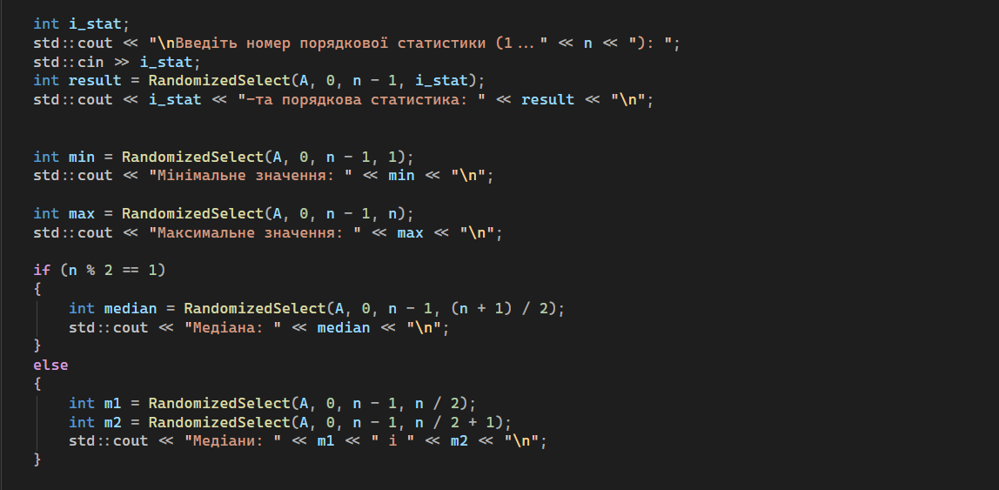 int i_stat;
std::cout << "\nВведіть номер порядкової статистики (1..." << n << "): ";
std::cin >> i_stat;
int result = RandomizedSelect(A, 0, n - 1, i_stat);
std::cout << i_stat << "-та порядкова статистика: " << result << "\n";
int min = RandomizedSelect(A, 0, n - 1, 1);
std::cout << "Мінімальне значення: " << min << "\n";
int max = RandomizedSelect(A, 0, n - 1, n);
std::cout << "Максимальне значення: " << max << "\n";
if (n % 2 == 1)
{
    int median = RandomizedSelect(A, 0, n - 1, (n + 1) / 2);
    std::cout << "Медіана: " << median << "\n";
}
else
{
    int m1 = RandomizedSelect(A, 0, n - 1, n / 2);
    int m2 = RandomizedSelect(A, 0, n - 1, n / 2 + 1);
    std::cout << "Медіани: " << m1 << " і " << m2 << "\n";
}